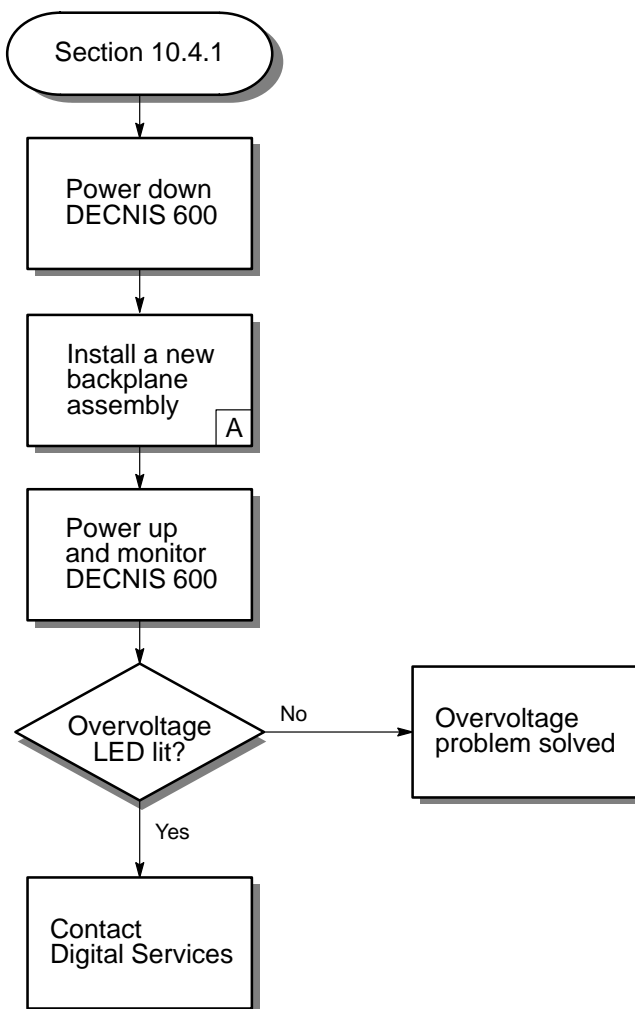 Section 10.4.1
Power down
DECNIS 600
Install a new
backplane
assembly
A
Power up
and monitor
DECNIS 600
Overvoltage
LED lit?
No
Overvoltage
problem solved
Yes
Contact
Digital Services